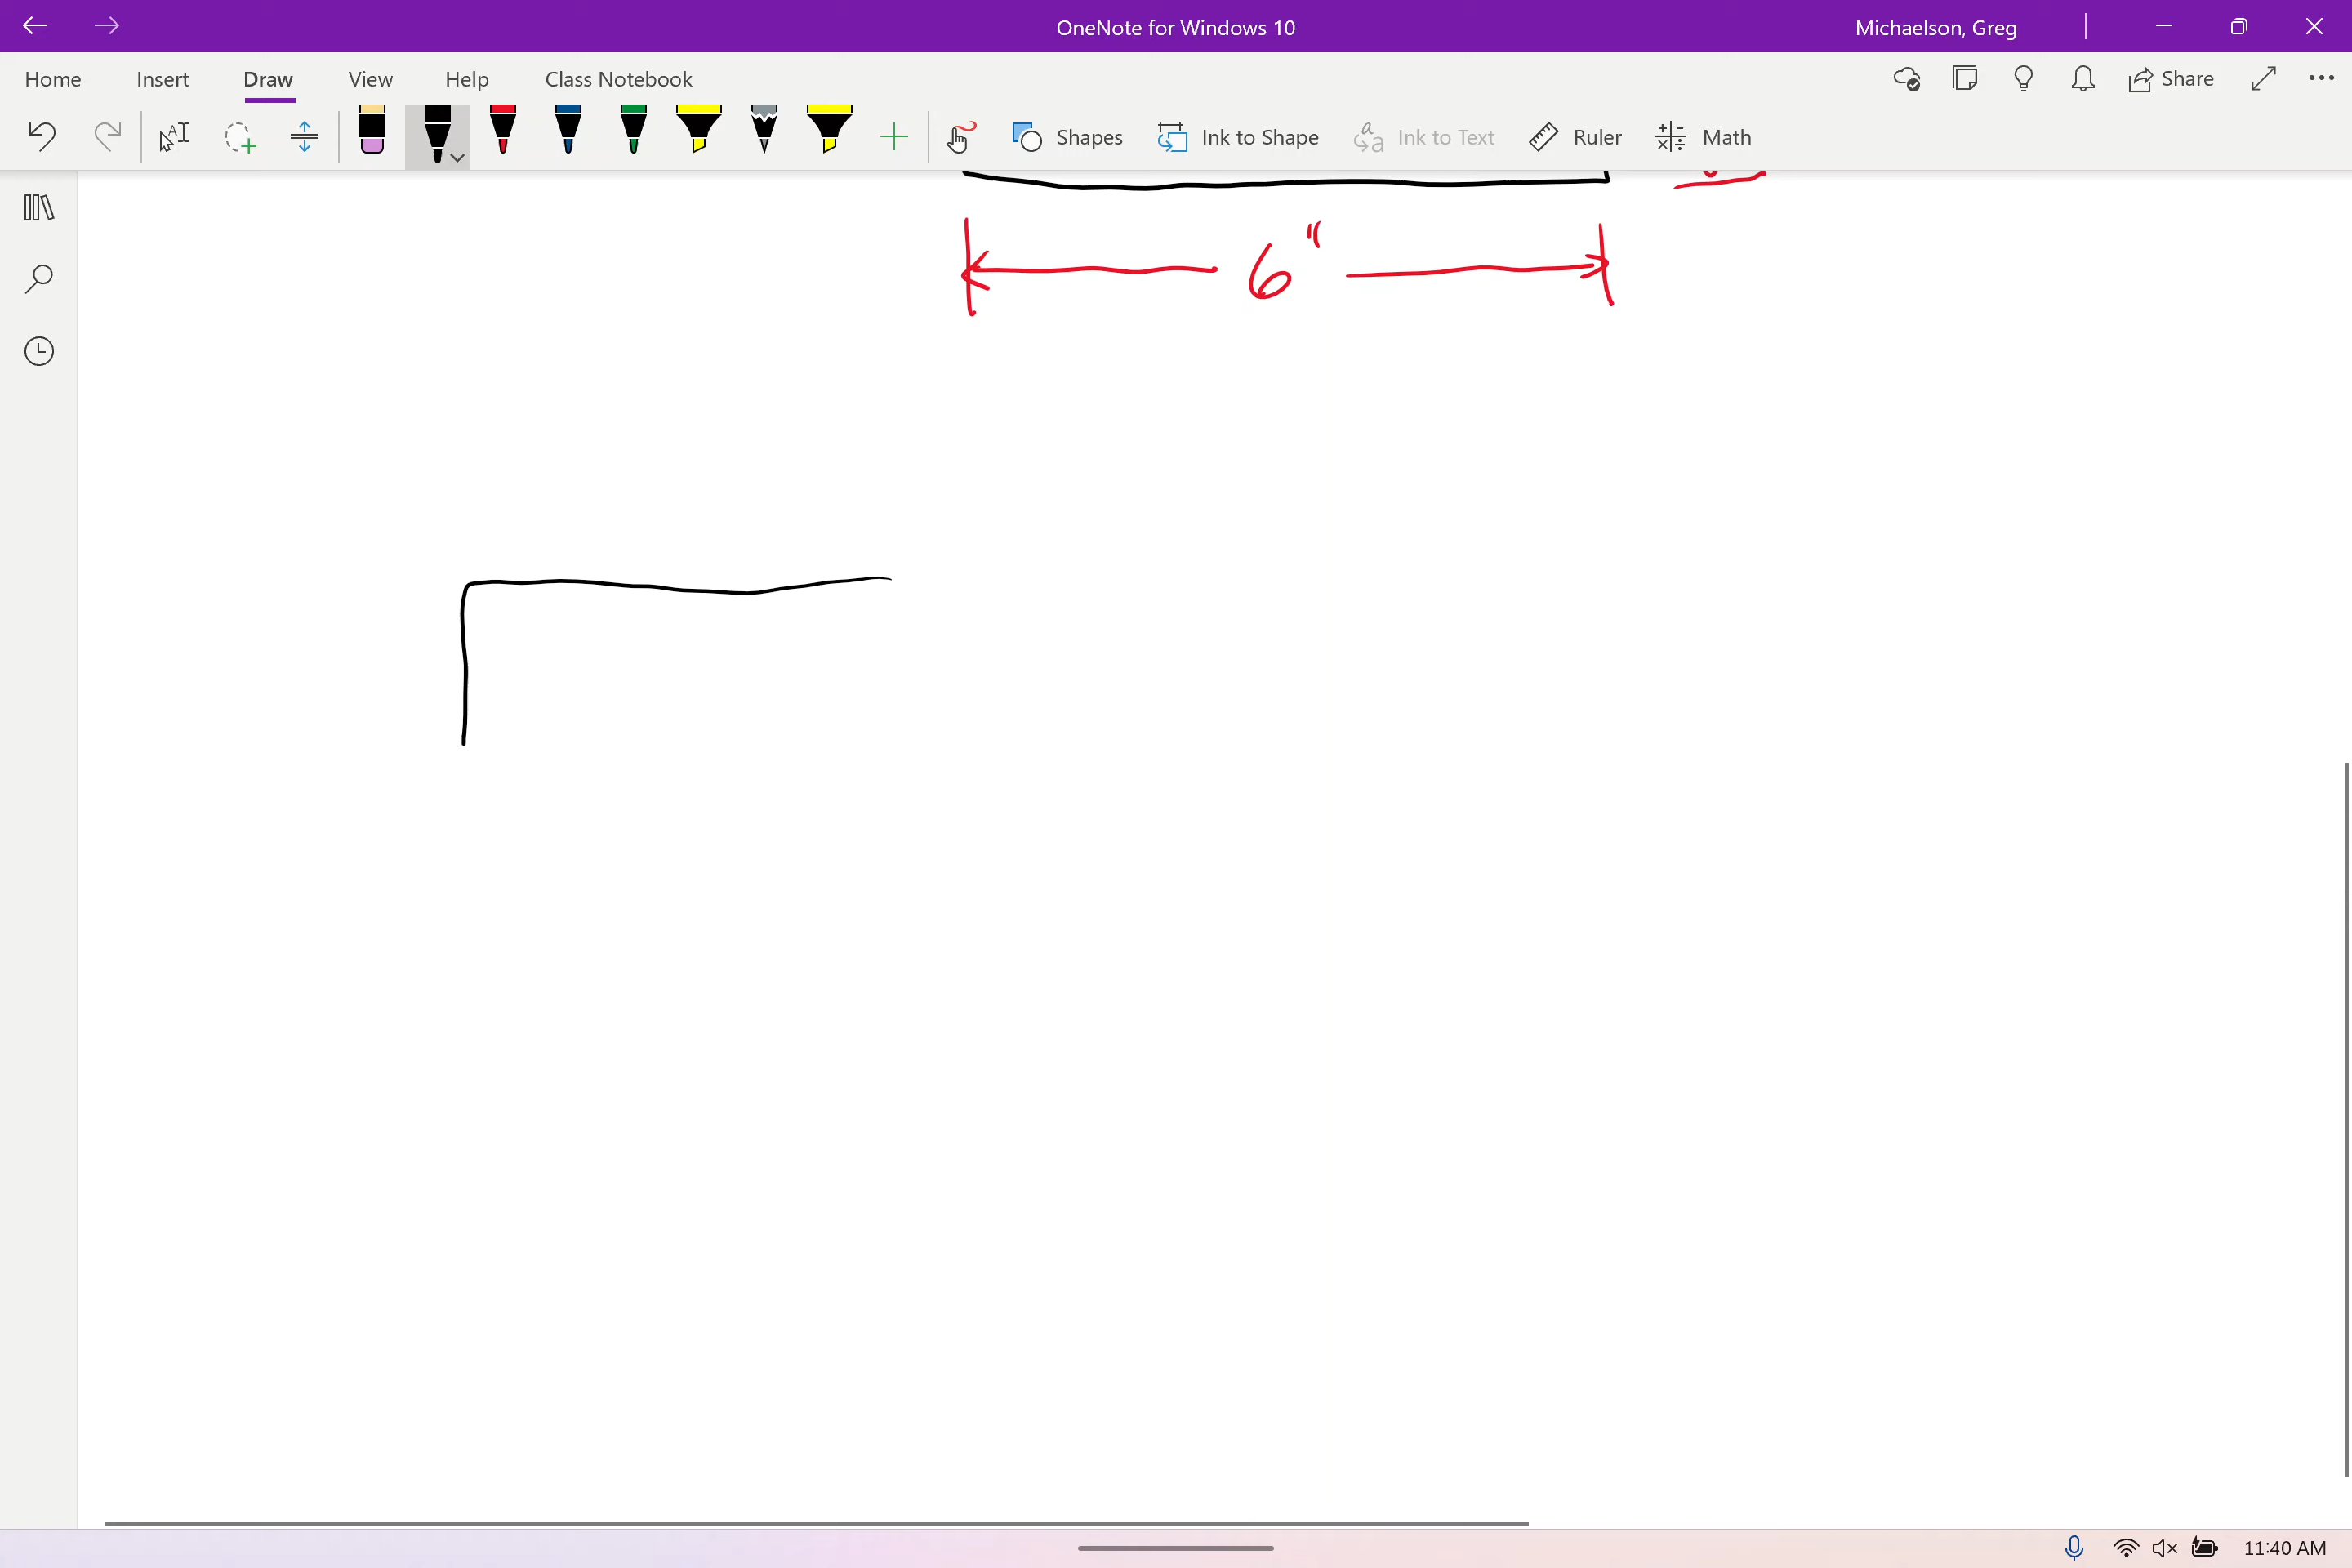 OneNote for Windows 10
Michaelson, Greg
Home Insert Draw View Help Class Notebook
Share
Shapes Ink to Shape Ink to Text Ruler Math
6"
11:40 AM